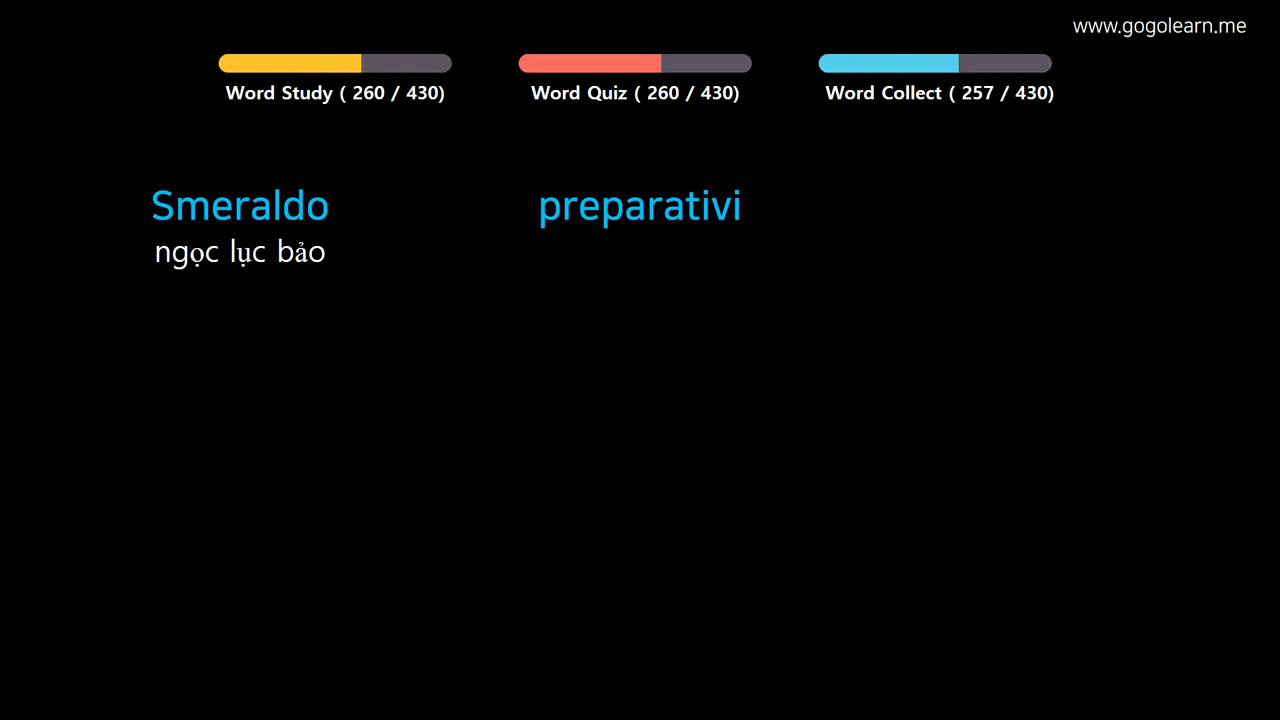 www.gogolearn.me
Word Study ( 260 / 430)
Word Quiz ( 260 / 430)
Word Collect ( 257 / 430)
Smeraldo
preparativi
ngọc lục bảo